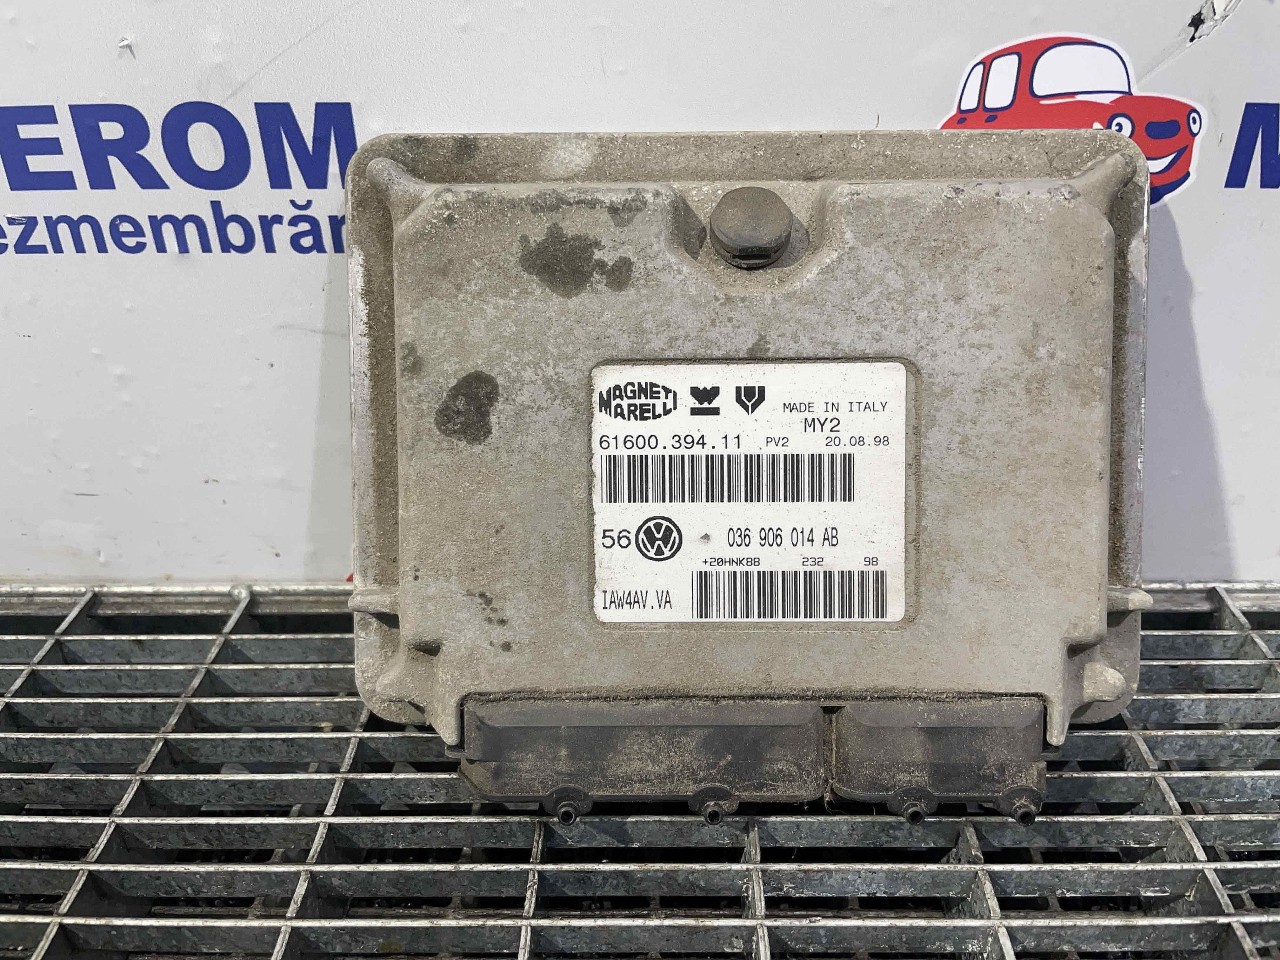 EROM
ezmembrăr
M
MAGNETI
MARELLI
MADE IN ITALY
MY2
61600.394.11 PV2 20.08.98
56 VW 036 906 014 AB
+20HNK88 232 98
IAW4AV.VA